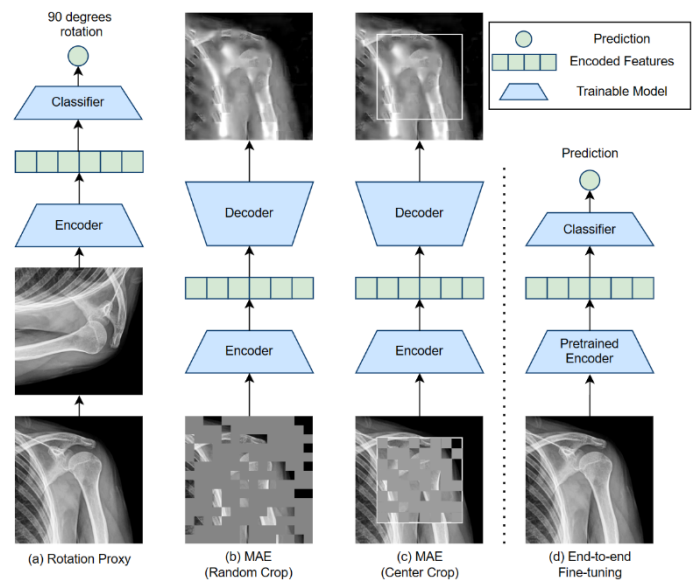 90 degrees
rotation
Classifier
Encoder
(a) Rotation Proxy
Decoder
Encoder
(b) MAE
(Random Crop)
Decoder
Encoder
(c) MAE
(Center Crop)
Prediction
Encoded Features
Trainable Model
Prediction
Classifier
Pretrained
Encoder
(d) End-to-end
Fine-tuning